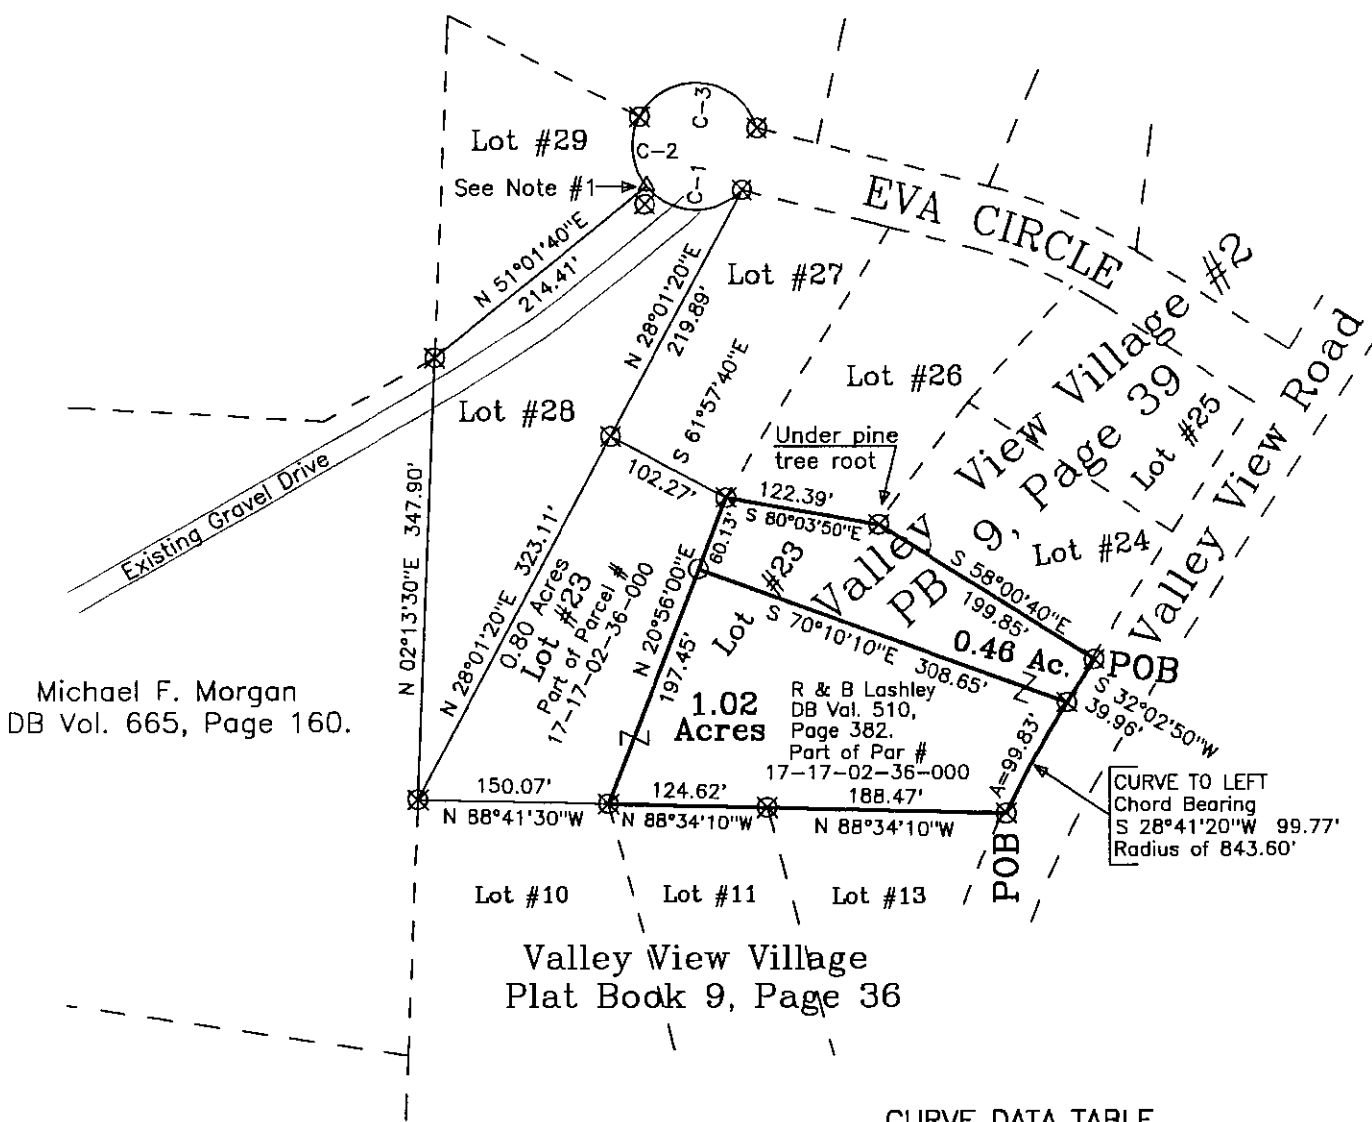 Lot #29
C-3
C-2
C-1
See Note #1
N 51°01'40"E
214.41'
EVA CIRCLE
Lot #27
N 28°01'20"E
219.89'
S 61°57'40"E
102.27'
Lot #26
Lot #28
Under pine
tree root
Valley View Village #2
PB 9, Page 39
Lot #25
Valley View Road
Existing Gravel Drive
122.39'
S 80°03'50"E
Lot #24
S 58°00'40"E
199.85'
N 02°13'30"E 347.90'
N 28°01'20"E 323.11'
0.80 Acres
Lot #23
Part of Parcel #
17-17-02-36-000
N 20°56'00"E
60.13'
197.45'
Lot #23
S 70°10'10"E 308.65'
0.46 Ac.
POB
S 32°02'50"W
39.96'
Michael F. Morgan
DB Vol. 665, Page 160.
1.02
Acres
R & B Lashley
DB Val. 510,
Page 382.
Part of Par #
17-17-02-36-000
A=99.83'
CURVE TO LEFT
Chord Bearing
S 28°41'20"W 99.77'
Radius of 843.60'
150.07'
N 88°41'30"W
124.62'
N 88°34'10"W
188.47'
N 88°34'10"W
POB
Lot #10
Lot #11
Lot #13
Valley View Village
Plat Book 9, Page 36
CURVE DATA TABLE